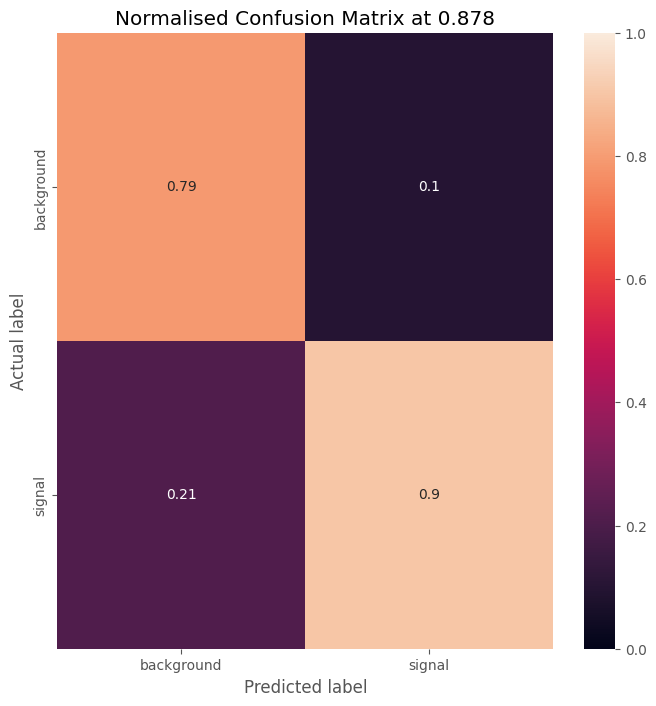 Normalised Confusion Matrix at 0.878
1.0
background
0.79
0.1
0.8
0.6
Actual label
0.4
signal
0.21
0.9
0.2
0.0
background
signal
Predicted label